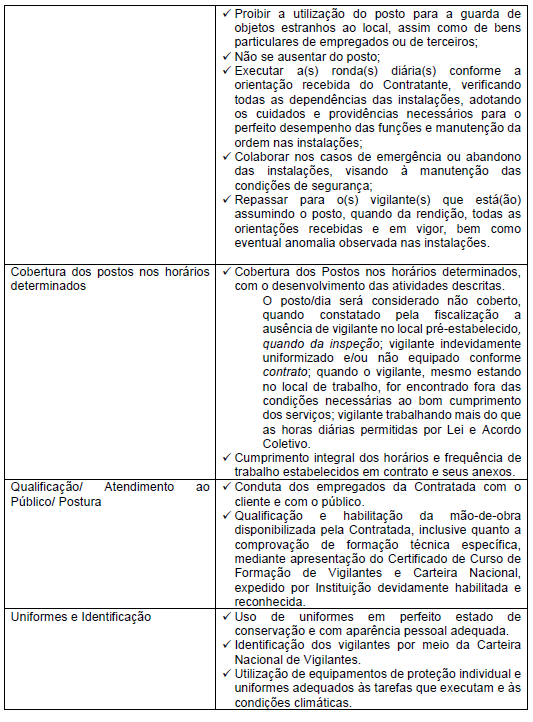 ✓ Proibir a utilização do posto para a guarda de
objetos estranhos ao local, assim como de bens
particulares de empregados ou de terceiros;
✓ Não se ausentar do posto;
✓ Executar a(s) ronda(s) diária(s) conforme a
orientação recebida do Contratante, verificando
todas as dependências das instalações, adotando
os cuidados e providências necessários para o
perfeito desempenho das funções e manutenção da
ordem nas instalações;
✓ Colaborar nos casos de emergência ou abandono
das instalações, visando à manutenção das
condições de segurança;
✓ Repassar para o(s) vigilante(s) que está(ão)
assumindo o posto, quando da rendição, todas as
orientações recebidas e em vigor, bem como
eventual anomalia observada nas instalações.
Cobertura dos postos nos horários
determinados
✓ Cobertura dos Postos nos horários determinados,
com o desenvolvimento das atividades descritas.
O posto/dia será considerado não coberto,
quando constatado pela fiscalização a
ausência de vigilante no local pré-estabelecido,
quando da inspeção; vigilante indevidamente
uniformizado e/ou não equipado conforme
contrato; quando o vigilante, mesmo estando
no local de trabalho, for encontrado fora das
condições necessárias ao bom cumprimento
dos serviços; vigilante trabalhando mais do que
as horas diárias permitidas por Lei e Acordo
Coletivo.
✓ Cumprimento integral dos horários e frequência de
trabalho estabelecidos em contrato e seus anexos.
Qualificação/ Atendimento ao
Público/ Postura
✓ Conduta dos empregados da Contratada com o
cliente e com o público.
✓ Qualificação e habilitação da mão-de-obra
disponibilizada pela Contratada, inclusive quanto a
comprovação de formação técnica específica,
mediante apresentação do Certificado de Curso de
Formação de Vigilantes e Carteira Nacional,
expedido por Instituição devidamente habilitada e
reconhecida.
Uniformes e Identificação
✓ Uso de uniformes em perfeito estado de
conservação e com aparência pessoal adequada.
✓ Identificação dos vigilantes por meio da Carteira
Nacional de Vigilantes.
✓ Utilização de equipamentos de proteção individual e
uniformes adequados às tarefas que executam e às
condições climáticas.